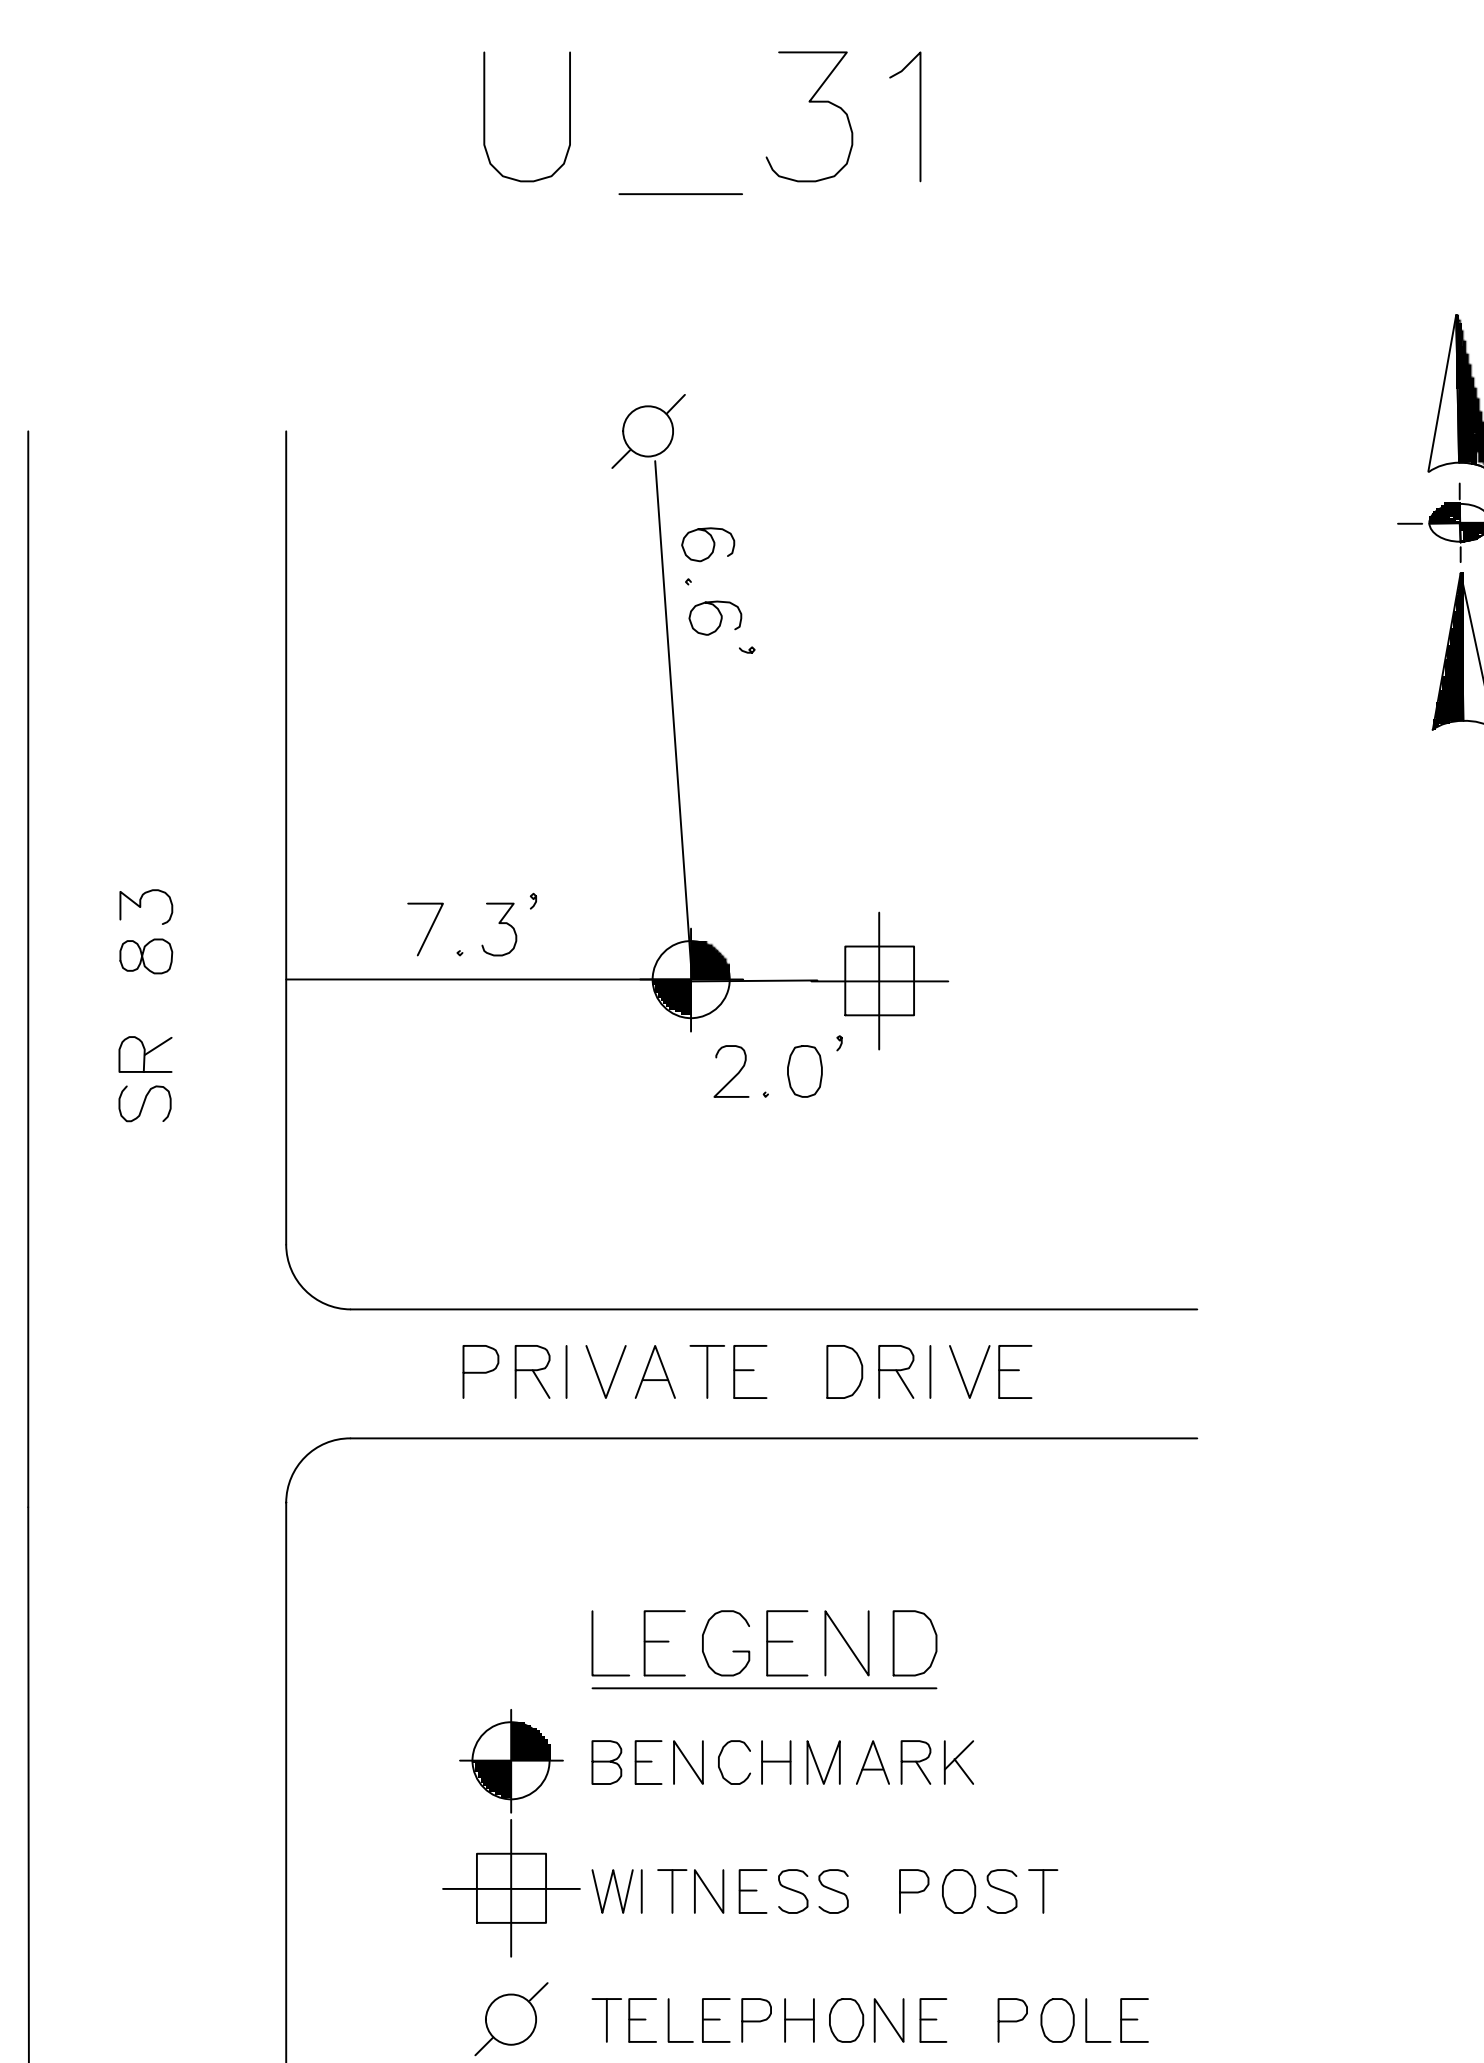 U_31
6.6'
7.3'
SR 83
2.0'
PRIVATE DRIVE
LEGEND
BENCHMARK
WITNESS POST
TELEPHONE POLE